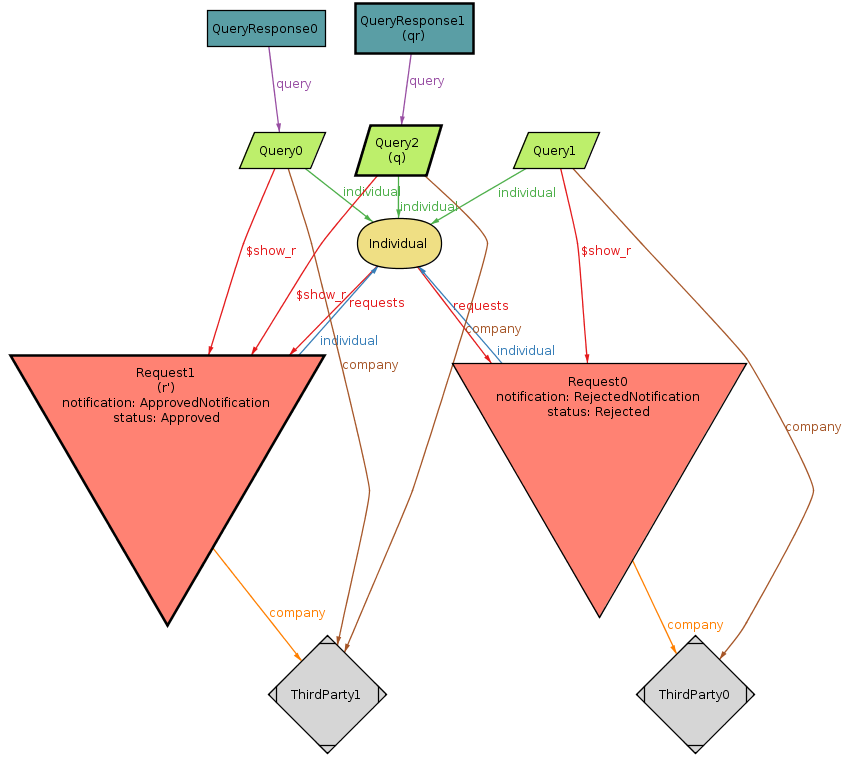 QueryResponse0
QueryResponse1
(qr)
query
query
Query0
Query2
(q)
Query1
individual
individual
individual
Individual
$show_r
$show_r
$show_r
requests
requests
company
individual
individual
company
Request1
(r')
notification: ApprovedNotification
status: Approved
Request0
notification: RejectedNotification
status: Rejected
company
company
company
ThirdParty1
ThirdParty0